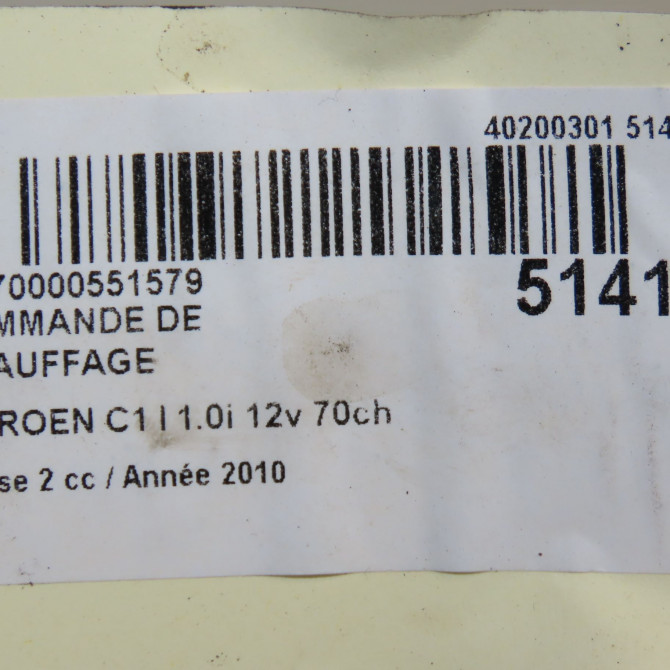 40200301 514
70000551579
5141
MMANDE DE
AUFFAGE
ROEN C1 I 1.0i 12v 70ch
se 2 cc / Année 2010